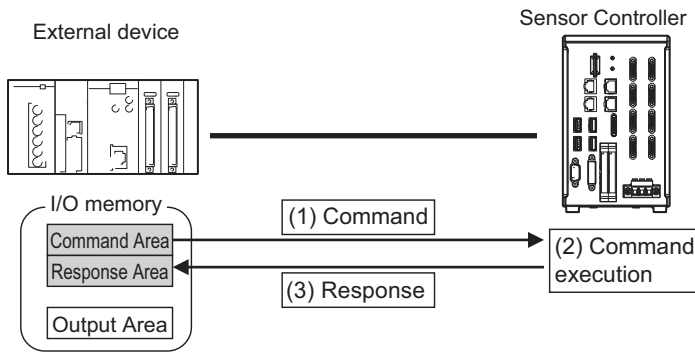 External device
Sensor Controller
I/O memory
Command Area
Response Area
Output Area
(1) Command
(2) Command
execution
(3) Response